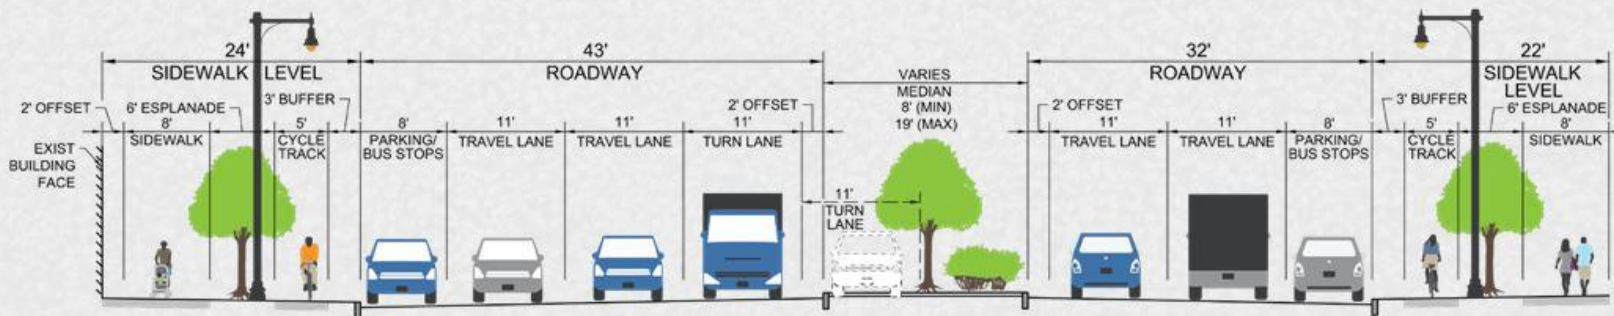 24'
SIDEWALK LEVEL
43'
ROADWAY
VARIES
MEDIAN
8' (MIN)
19' (MAX)
32'
ROADWAY
22'
SIDEWALK
LEVEL
2' OFFSET
6' ESPLANADE
3' BUFFER
2' OFFSET
2' OFFSET
3' BUFFER
6' ESPLANADE
8'
SIDEWALK
5'
CYCLE
TRACK
8'
PARKING/
BUS STOPS
11'
TRAVEL LANE
11'
TRAVEL LANE
11'
TURN LANE
11'
TRAVEL LANE
11'
TRAVEL LANE
8'
PARKING/
BUS STOPS
5'
CYCLE
TRACK
8'
SIDEWALK
EXIST
BUILDING
FACE
11'
TURN
LANE